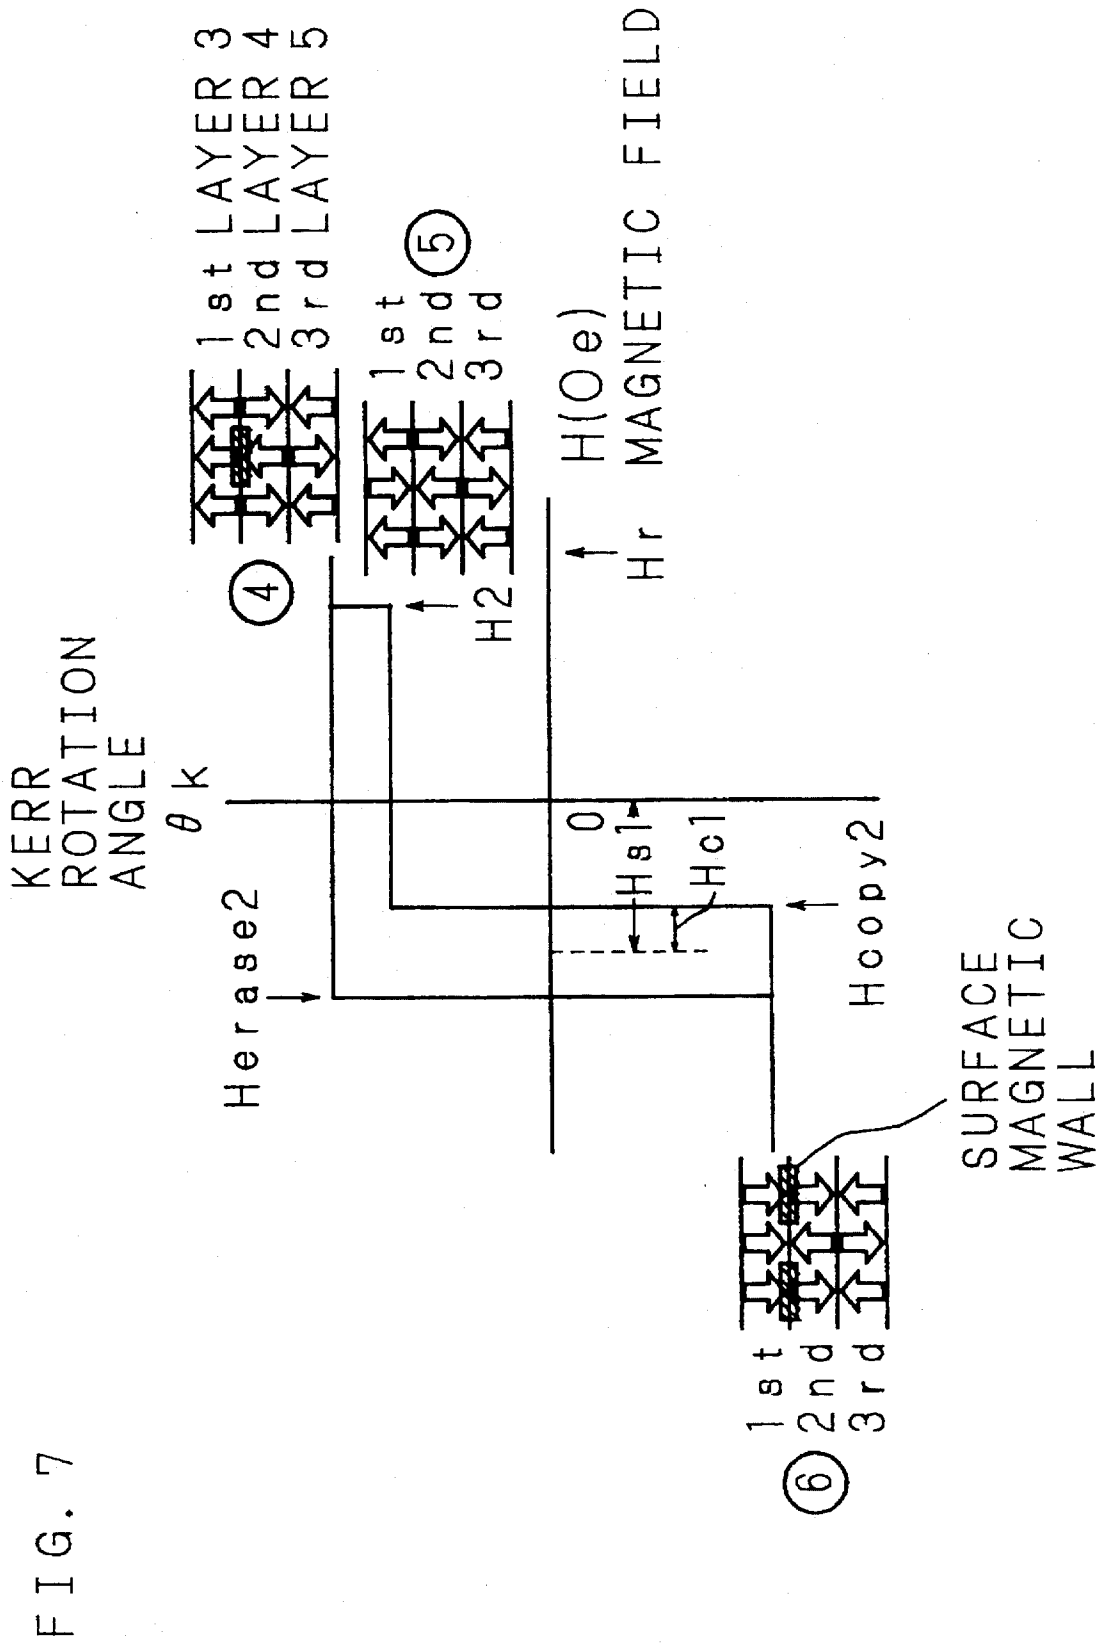 FIG. 7
KERR
ROTATION
ANGLE
θk
Herase2
④
1st LAYER 3
2nd LAYER 4
3rd LAYER 5
⑤
1st
2nd
3rd
H2
H(Oe)
MAGNETIC FIELD
Hr
0
Hs1
Hc1
Hcopy2
⑥
1st
2nd
3rd
SURFACE
MAGNETIC
WALL